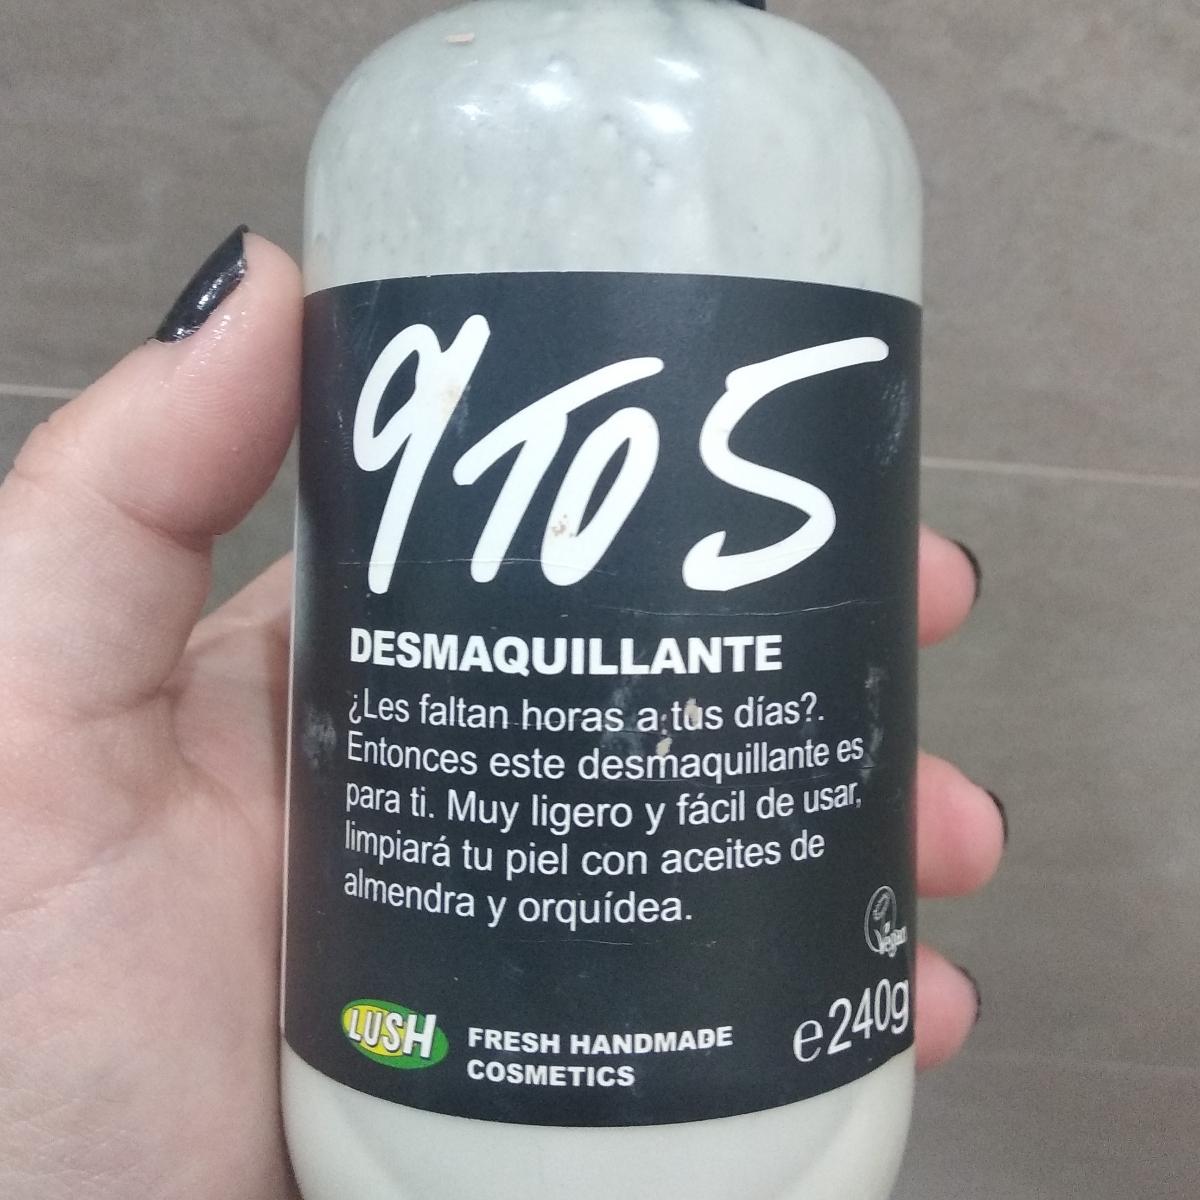 9 TO 5
DESMAQUILLANTE
¿Les faltan horas a tus días?.
Entonces este desmaquillante es
para ti. Muy ligero y fácil de usar,
limpiará tu piel con aceites de
almendra y orquídea.
Vegan
LUSH
FRESH HANDMADE
COSMETICS
e240g